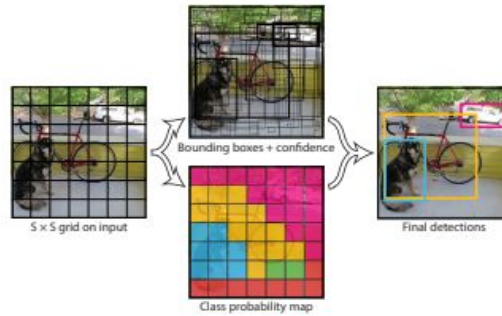 Bounding boxes + confidence
S × S grid on input
Class probability map
Final detections